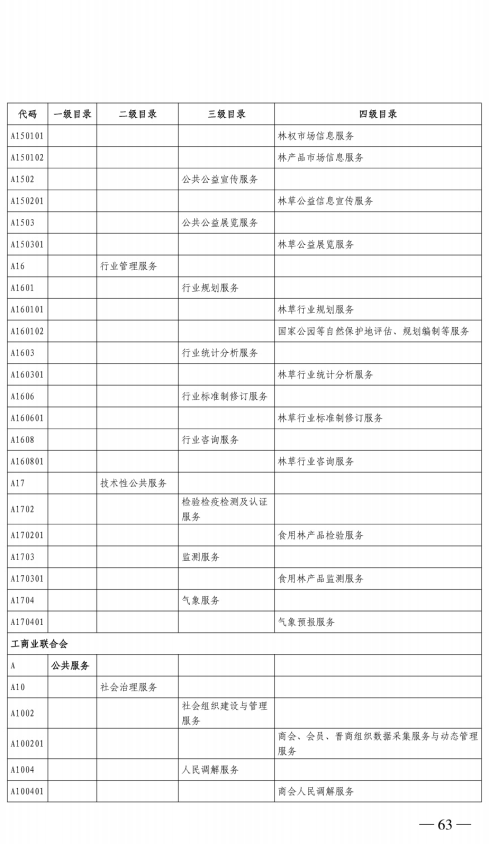 代码 一级目录 二级目录 三级目录 四级目录
A150101 林权市场信息服务
A150102 林产品市场信息服务
A1502 公共公益宣传服务
A150201 林草公益信息宣传服务
A1503 公共公益展览服务
A150301 林草公益展览服务
A16 行业管理服务
A1601 行业规划服务
A160101 林草行业规划服务
A160102 国家公园等自然保护地评估、规划编制等服务
A1603 行业统计分析服务
A160301 林草行业统计分析服务
A1606 行业标准制修订服务
A160601 林草行业标准制修订服务
A1608 行业咨询服务
A160801 林草行业咨询服务
A17 技术性公共服务
A1702 检验检疫检测及认证
服务
A170201 食用林产品检验服务
A1703 监测服务
A170301 食用林产品监测服务
A1704 气象服务
A170401 气象预报服务
工商业联合会
A 公共服务
A10 社会治理服务
A1002 社会组织建设与管理
服务
A100201 商会、会员、晋商组织数据采集服务与动态管理
服务
A1004 人民调解服务
A100401 商会人民调解服务
— 63 —